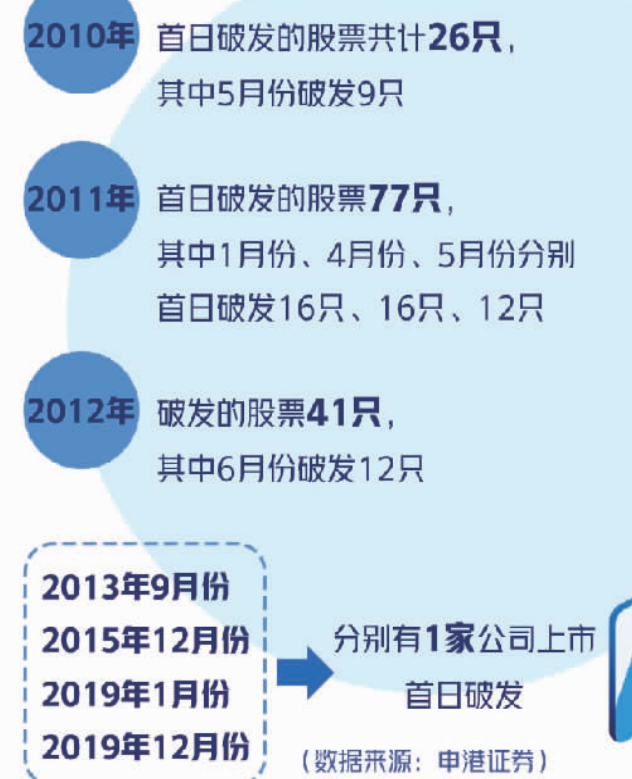 2010年 首日破发的股票共计26只，
其中5月份破发9只
2011年 首日破发的股票77只，
其中1月份、4月份、5月份分别
首日破发16只、16只、12只
2012年 破发的股票41只，
其中6月份破发12只
2013年9月份
2015年12月份
2019年1月份
2019年12月份
分别有1家公司上市
首日破发
（数据来源：申港证券）